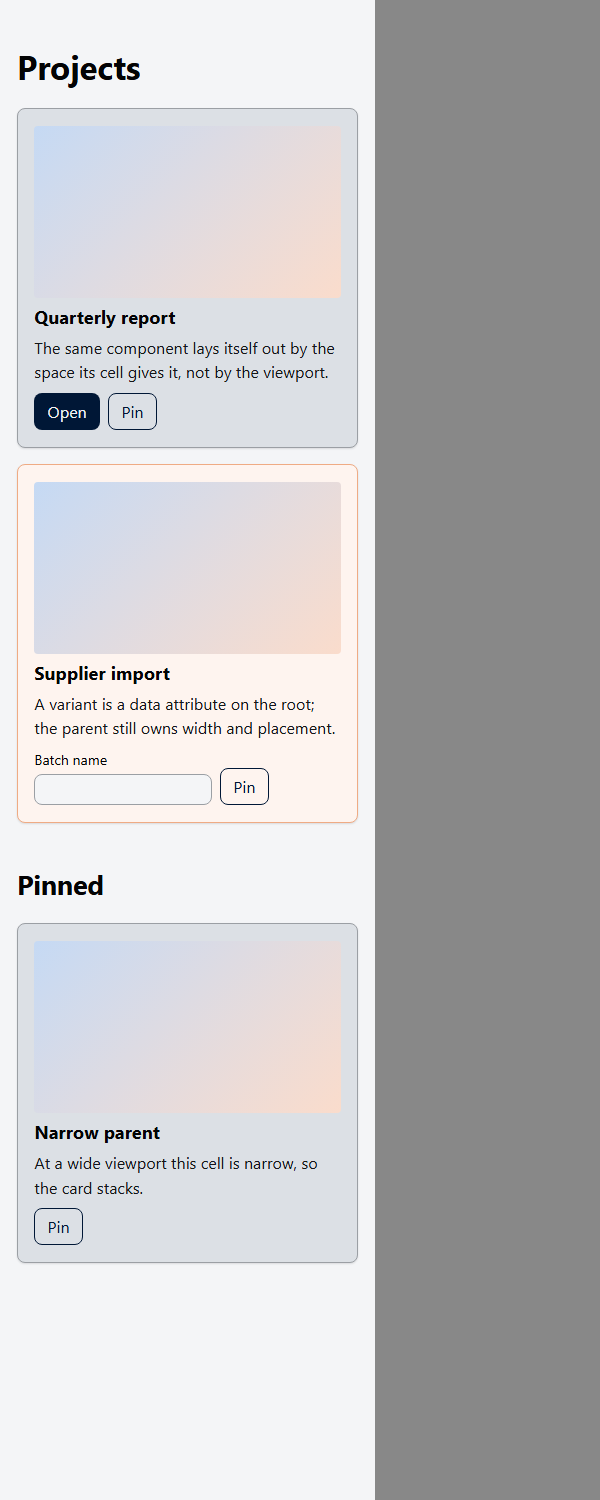 Projects
Quarterly report
The same component lays itself out by the
space its cell gives it, not by the viewport.
Open
Pin
Supplier import
A variant is a data attribute on the root;
the parent still owns width and placement.
Batch name
Pin
Pinned
Narrow parent
At a wide viewport this cell is narrow, so
the card stacks.
Pin